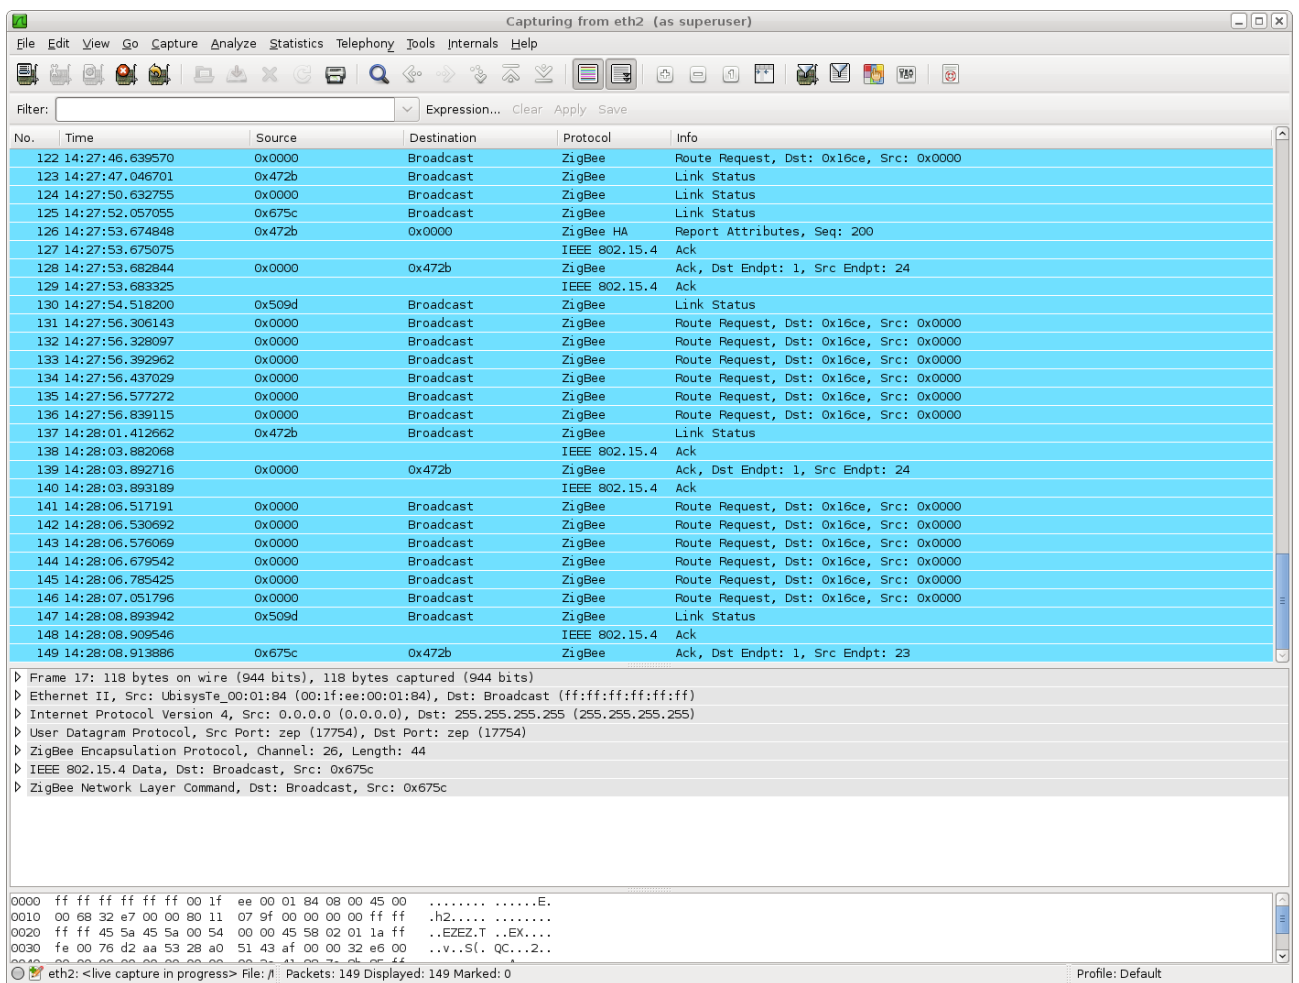 Capturing from eth2 (as superuser)
File Edit View Go Capture Analyze Statistics Telephony Tools Internals Help
Filter: Expression... Clear Apply Save
No. Time Source Destination Protocol Info
122 14:27:46.639570 0x0000 Broadcast ZigBee Route Request, Dst: 0x16ce, Src: 0x0000
123 14:27:47.046701 0x472b Broadcast ZigBee Link Status
124 14:27:50.632755 0x0000 Broadcast ZigBee Link Status
125 14:27:52.057055 0x675c Broadcast ZigBee Link Status
126 14:27:53.674848 0x472b 0x0000 ZigBee HA Report Attributes, Seq: 200
127 14:27:53.675075 IEEE 802.15.4 Ack
128 14:27:53.682844 0x0000 0x472b ZigBee Ack, Dst Endpt: 1, Src Endpt: 24
129 14:27:53.683325 IEEE 802.15.4 Ack
130 14:27:54.518200 0x509d Broadcast ZigBee Link Status
131 14:27:56.306143 0x0000 Broadcast ZigBee Route Request, Dst: 0x16ce, Src: 0x0000
132 14:27:56.328097 0x0000 Broadcast ZigBee Route Request, Dst: 0x16ce, Src: 0x0000
133 14:27:56.392962 0x0000 Broadcast ZigBee Route Request, Dst: 0x16ce, Src: 0x0000
134 14:27:56.437029 0x0000 Broadcast ZigBee Route Request, Dst: 0x16ce, Src: 0x0000
135 14:27:56.577272 0x0000 Broadcast ZigBee Route Request, Dst: 0x16ce, Src: 0x0000
136 14:27:56.839115 0x0000 Broadcast ZigBee Route Request, Dst: 0x16ce, Src: 0x0000
137 14:28:01.412662 0x472b Broadcast ZigBee Link Status
138 14:28:03.882068 IEEE 802.15.4 Ack
139 14:28:03.892716 0x0000 0x472b ZigBee Ack, Dst Endpt: 1, Src Endpt: 24
140 14:28:03.893189 IEEE 802.15.4 Ack
141 14:28:06.517191 0x0000 Broadcast ZigBee Route Request, Dst: 0x16ce, Src: 0x0000
142 14:28:06.530692 0x0000 Broadcast ZigBee Route Request, Dst: 0x16ce, Src: 0x0000
143 14:28:06.576069 0x0000 Broadcast ZigBee Route Request, Dst: 0x16ce, Src: 0x0000
144 14:28:06.679542 0x0000 Broadcast ZigBee Route Request, Dst: 0x16ce, Src: 0x0000
145 14:28:06.785425 0x0000 Broadcast ZigBee Route Request, Dst: 0x16ce, Src: 0x0000
146 14:28:07.051796 0x0000 Broadcast ZigBee Route Request, Dst: 0x16ce, Src: 0x0000
147 14:28:08.893942 0x509d Broadcast ZigBee Link Status
148 14:28:08.909546 IEEE 802.15.4 Ack
149 14:28:08.913886 0x675c 0x472b ZigBee Ack, Dst Endpt: 1, Src Endpt: 23
Frame 17: 118 bytes on wire (944 bits), 118 bytes captured (944 bits)
Ethernet II, Src: UbisysTe_00:01:84 (00:1f:ee:00:01:84), Dst: Broadcast (ff:ff:ff:ff:ff:ff)
Internet Protocol Version 4, Src: 0.0.0.0 (0.0.0.0), Dst: 255.255.255.255 (255.255.255.255)
User Datagram Protocol, Src Port: zep (17754), Dst Port: zep (17754)
ZigBee Encapsulation Protocol, Channel: 26, Length: 44
IEEE 802.15.4 Data, Dst: Broadcast, Src: 0x675c
ZigBee Network Layer Command, Dst: Broadcast, Src: 0x675c
0000 ff ff ff ff ff ff 00 1f ee 00 01 84 08 00 45 00 ........ ......E.
0010 00 68 32 e7 00 00 80 11 07 9f 00 00 00 00 ff ff .h2..... ........
0020 ff ff 45 5a 45 5a 00 54 00 00 45 58 02 01 1a ff ..EZEZ.T ..EX....
0030 fe 00 76 d2 aa 53 28 a0 51 43 af 00 00 32 e6 00 ..v..S(. QC...2..
eth2: <live capture in progress> File: /t Packets: 149 Displayed: 149 Marked: 0 Profile: Default